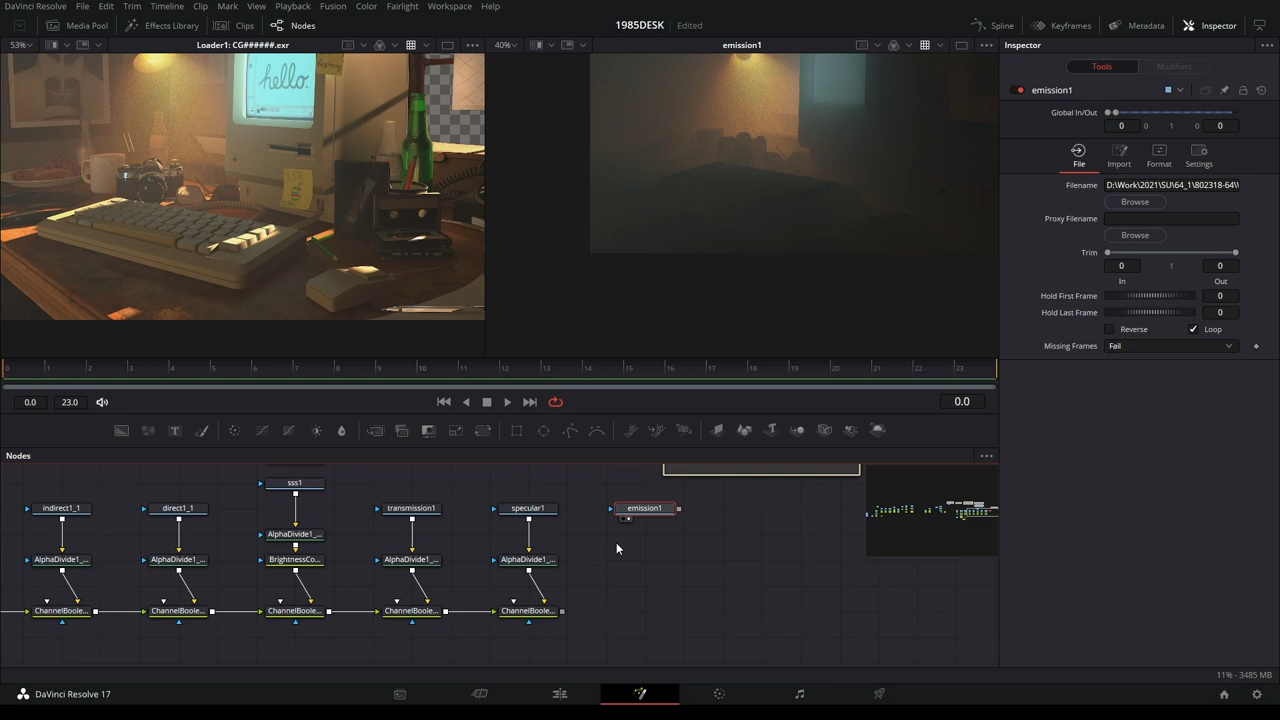 DaVinci Resolve File Edit Trim Timeline Clip Mark View Playback Fusion Color Fairlight Workspace Help
Media Pool Effects Library Clips Nodes 1985DESK Edited Spline Keyframes Metadata Inspector
53% Loader1: CG######.exr 40% emission1 Inspector
hello.
Tools Modifiers
emission1
Global In/Out
0 0 1 0 0
File Import Format Settings
Filename D:\Work\2021\SU\64_1\802318-64\\
Browse
Proxy Filename
Browse
Trim
0 1 0
In Out
Hold First Frame 0
Hold Last Frame 0
Reverse Loop
Missing Frames Fail
0 1 2 3 4 5 6 7 8 9 10 11 12 13 14 15 16 17 18 19 20 21 22 23
0.0 23.0 0.0
Nodes
sss1
indirect1_1 direct1_1 transmission1 specular1 emission1
AlphaDivide1_...
AlphaDivide1_... AlphaDivide1_... BrightnessCo... AlphaDivide1_... AlphaDivide1_...
ChannelBoole... ChannelBoole... ChannelBoole... ChannelBoole... ChannelBoole...
11% - 3485 MB
DaVinci Resolve 17